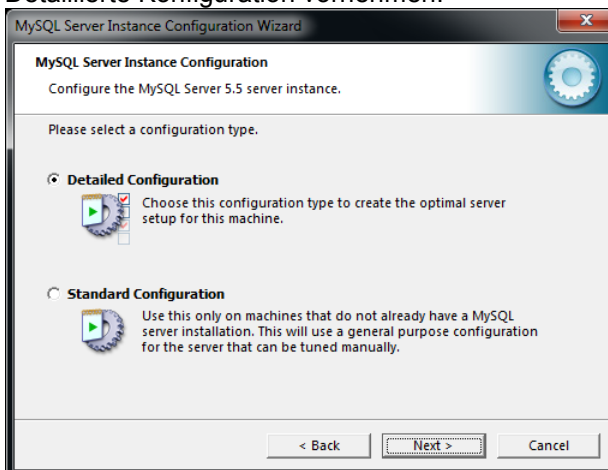 Detaillierte Konfiguration vornehmen.
MySQL Server Instance Configuration Wizard
MySQL Server Instance Configuration
Configure the MySQL Server 5.5 server instance.
Please select a configuration type.
Detailed Configuration
Choose this configuration type to create the optimal server
setup for this machine.
Standard Configuration
Use this only on machines that do not already have a MySQL
server installation. This will use a general purpose configuration
for the server that can be tuned manually.
< Back Next > Cancel